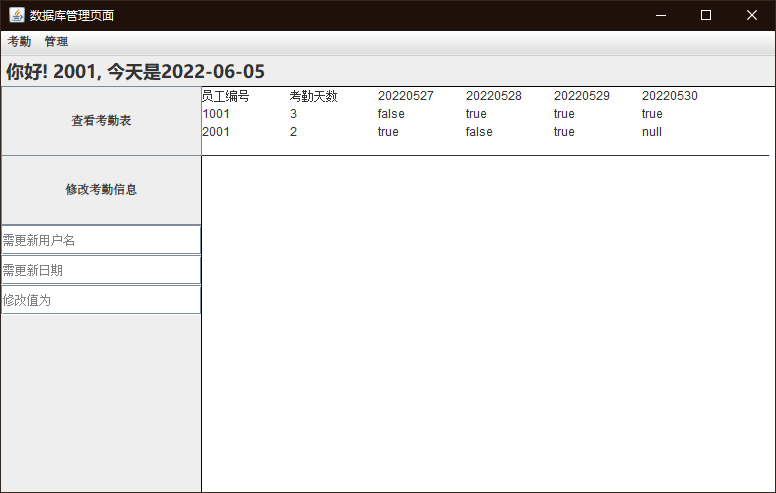 数据库管理页面
考勤 管理
你好! 2001, 今天是2022-06-05
查看考勤表
修改考勤信息
需更新用户名
需更新日期
修改值为
员工编号 考勤天数 20220527 20220528 20220529 20220530
1001 3 false true true true
2001 2 true false true null